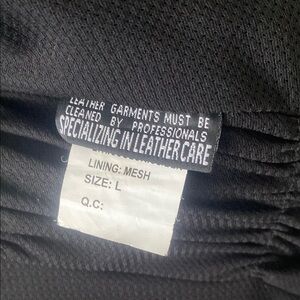 LEATHER GARMENTS MUST BE
CLEANED BY PROFESSIONALS
SPECIALIZING IN LEATHER CARE
LINING: MESH
SIZE: L
Q.C: